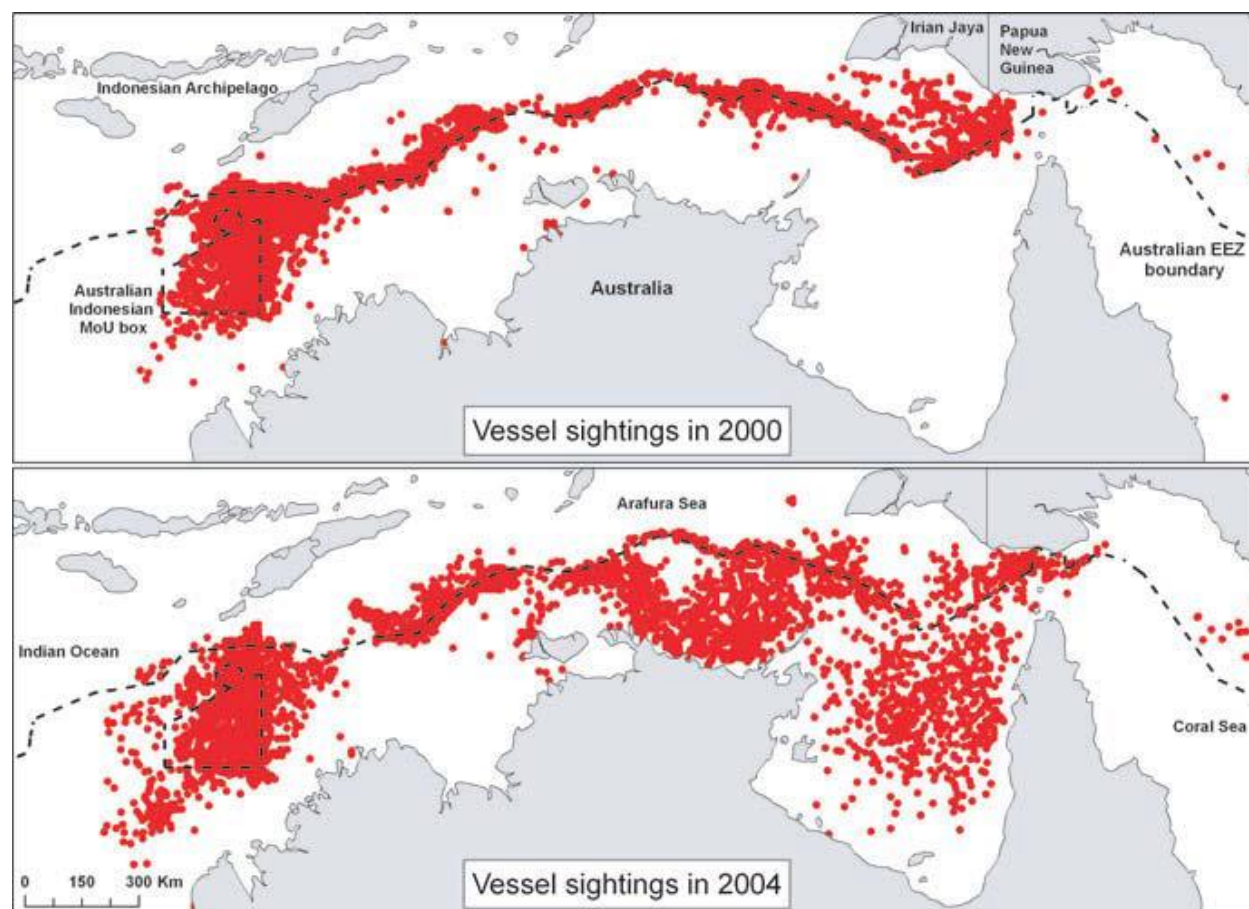 Irian Jaya
Papua
New
Guinea
Indonesian Archipelago
Australian EEZ
boundary
Australian
Indonesian
MoU box
Australia
Vessel sightings in 2000
Arafura Sea
Indian Ocean
Coral Sea
0 150 300 Km
Vessel sightings in 2004